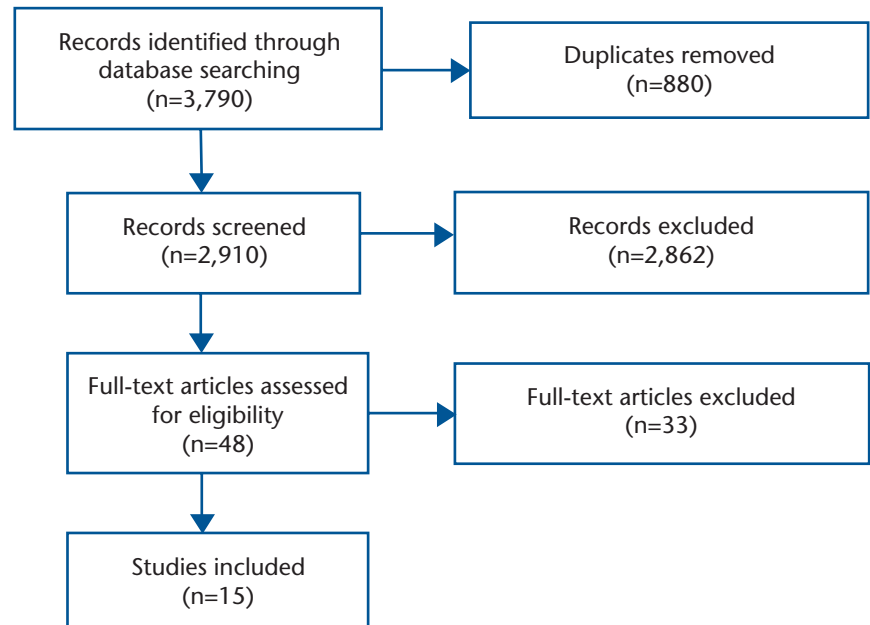 Records identified through
database searching
(n=3,790)
Duplicates removed
(n=880)
Records screened
(n=2,910)
Records excluded
(n=2,862)
Full-text articles assessed
for eligibility
(n=48)
Full-text articles excluded
(n=33)
Studies included
(n=15)